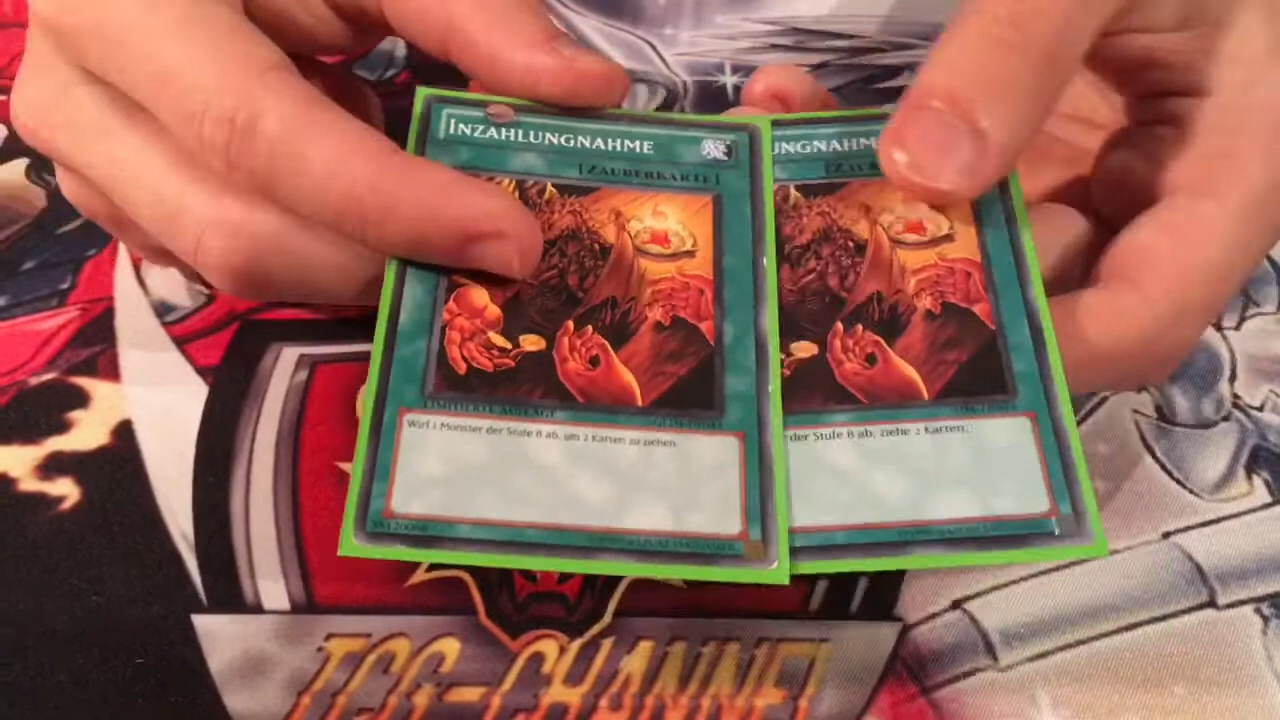 INZAHLUNGNAHME
[ZAUBERKARTE]
LIMITIERTE AUFLAGE
Wirf 1 Monster der Stufe 8 ab, um 2 Karten zu ziehen.
UNGNAHM
der Stufe 8 ab, ziehe 2 Karten.
TCG-CHANNEL